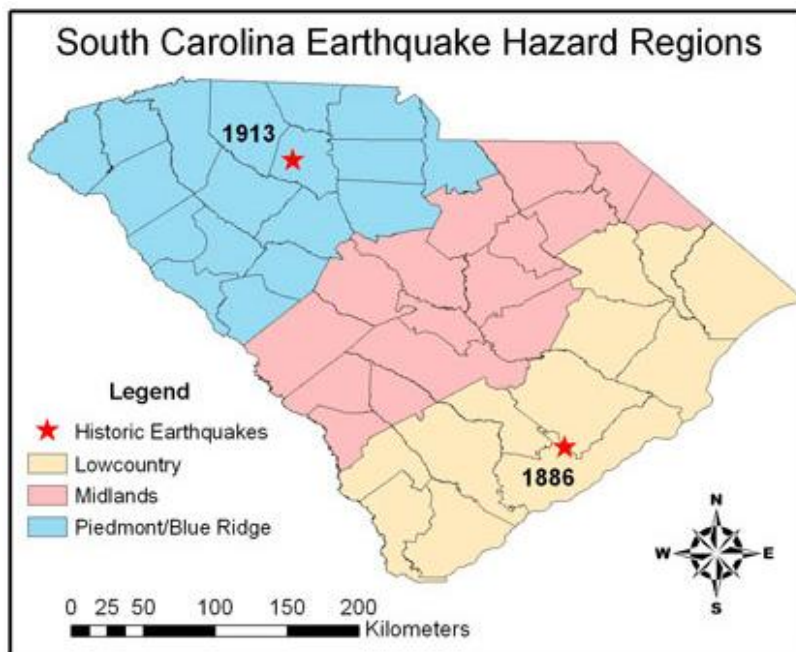 South Carolina Earthquake Hazard Regions
1913
Legend
Historic Earthquakes
Lowcountry
Midlands
Piedmont/Blue Ridge
1886
N
W E
S
0 25 50 100 150 200
Kilometers